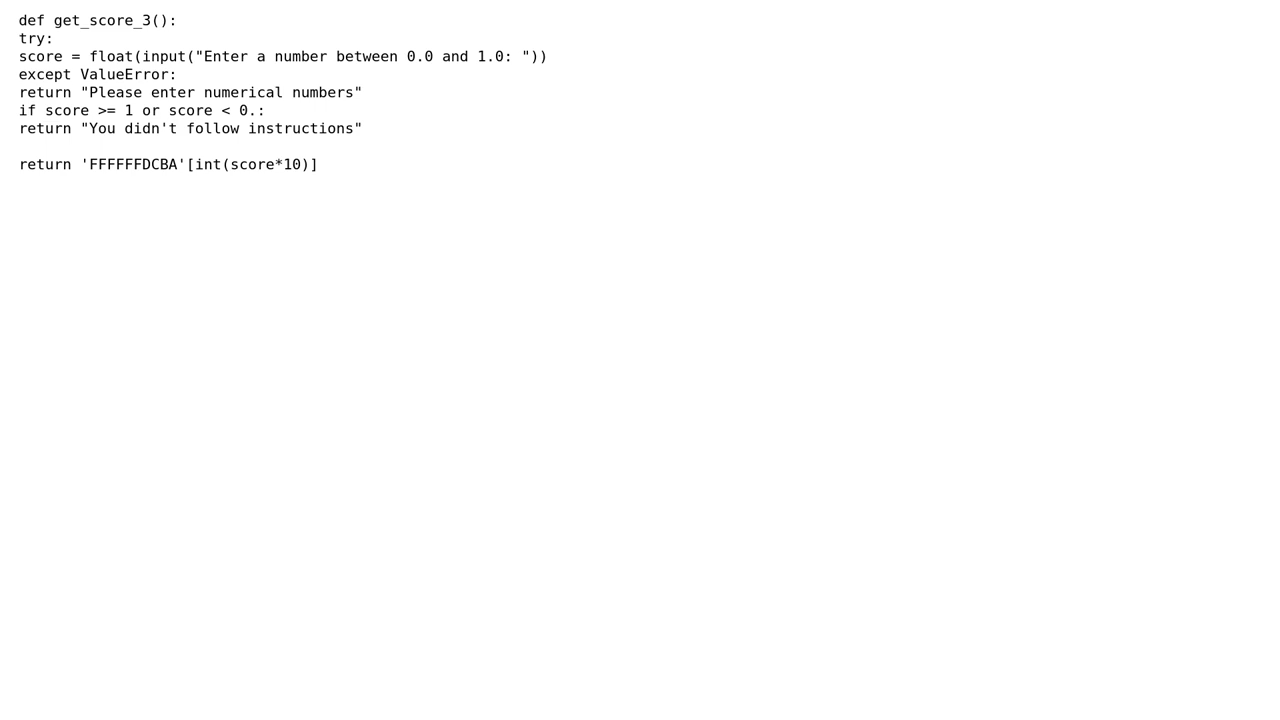 def get_score_3():
try:
score = float(input("Enter a number between 0.0 and 1.0: "))
except ValueError:
return "Please enter numerical numbers"
if score >= 1 or score < 0.:
return "You didn't follow instructions"

return 'FFFFFFDCBA'[int(score*10)]